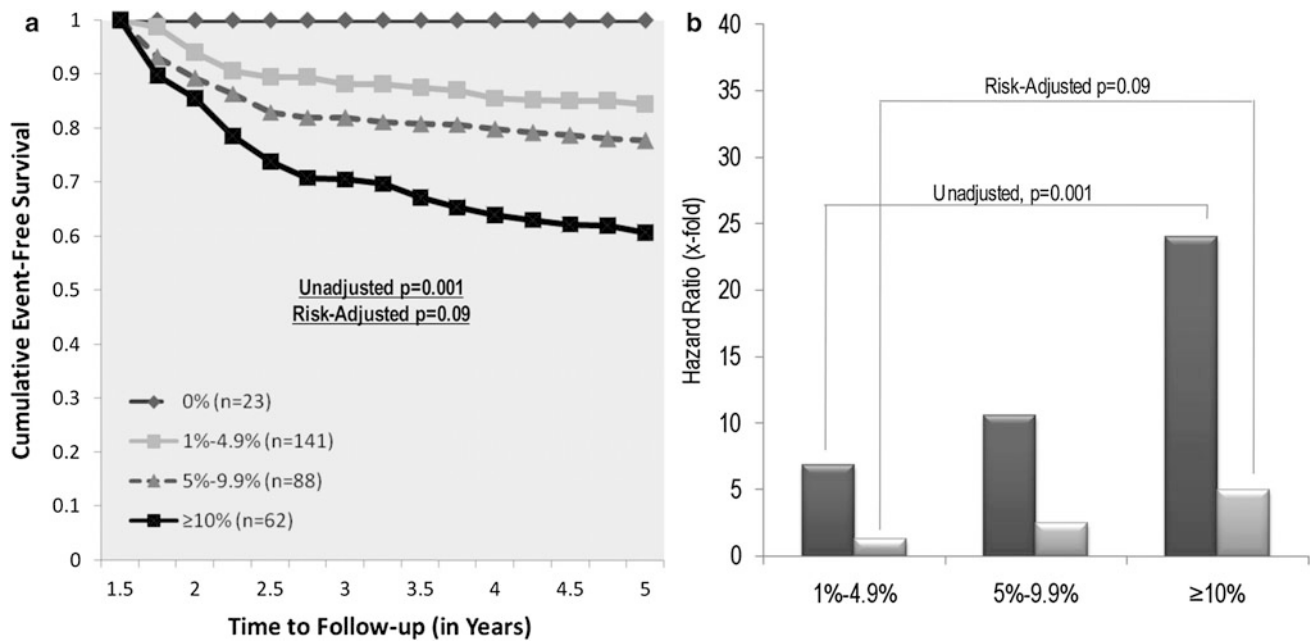 a
Cumulative Event-Free Survival
1
0.9
0.8
0.7
0.6
0.5
0.4
0.3
0.2
0.1
0
Unadjusted p=0.001
Risk-Adjusted p=0.09
0% (n=23)
1%-4.9% (n=141)
5%-9.9% (n=88)
≥10% (n=62)
1.5 2 2.5 3 3.5 4 4.5 5
Time to Follow-up (in Years)
b
Hazard Ratio (x-fold)
40
35
30
25
20
15
10
5
0
Risk-Adjusted p=0.09
Unadjusted, p=0.001
1%-4.9% 5%-9.9% ≥10%